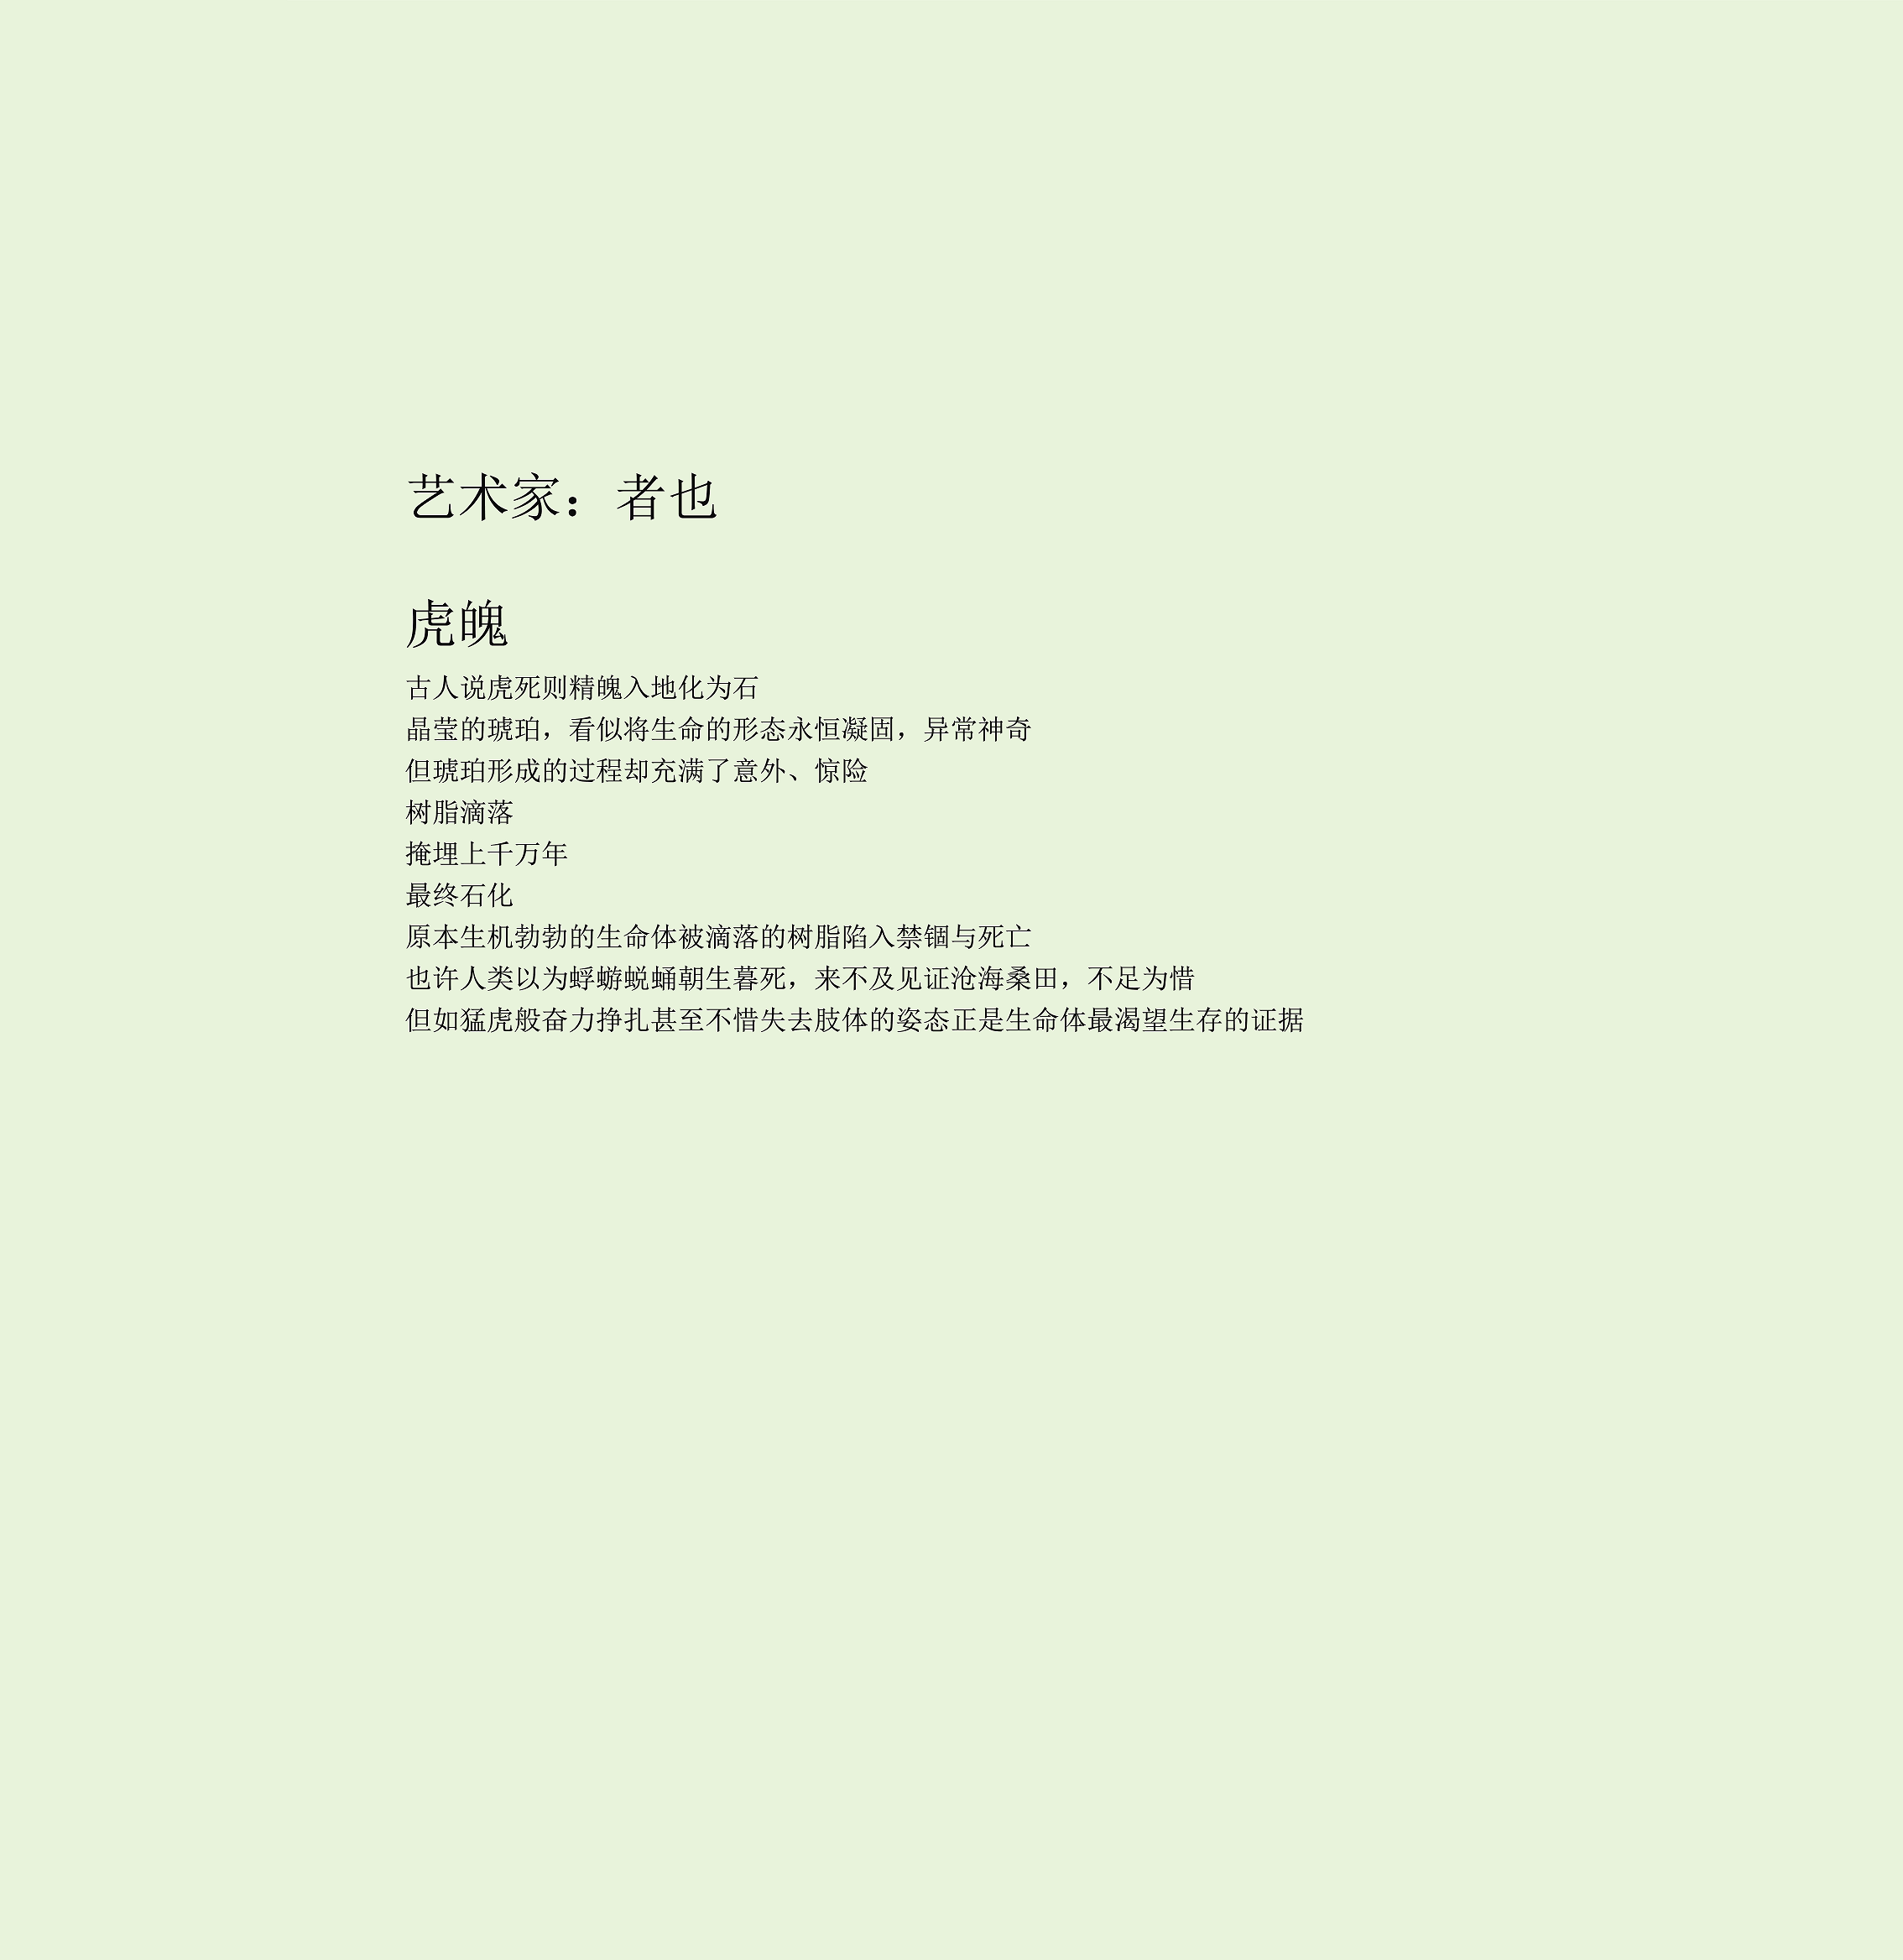 艺术家：者也
虎魄
古人说虎死则精魄入地化为石
晶莹的琥珀，看似将生命的形态永恒凝固，异常神奇
但琥珀形成的过程却充满了意外、惊险
树脂滴落
掩埋上千万年
最终石化
原本生机勃勃的生命体被滴落的树脂陷入禁锢与死亡
也许人类以为蜉蝣蜕蛹朝生暮死，来不及见证沧海桑田，不足为惜
但如猛虎般奋力挣扎甚至不惜失去肢体的姿态正是生命体最渴望生存的证据